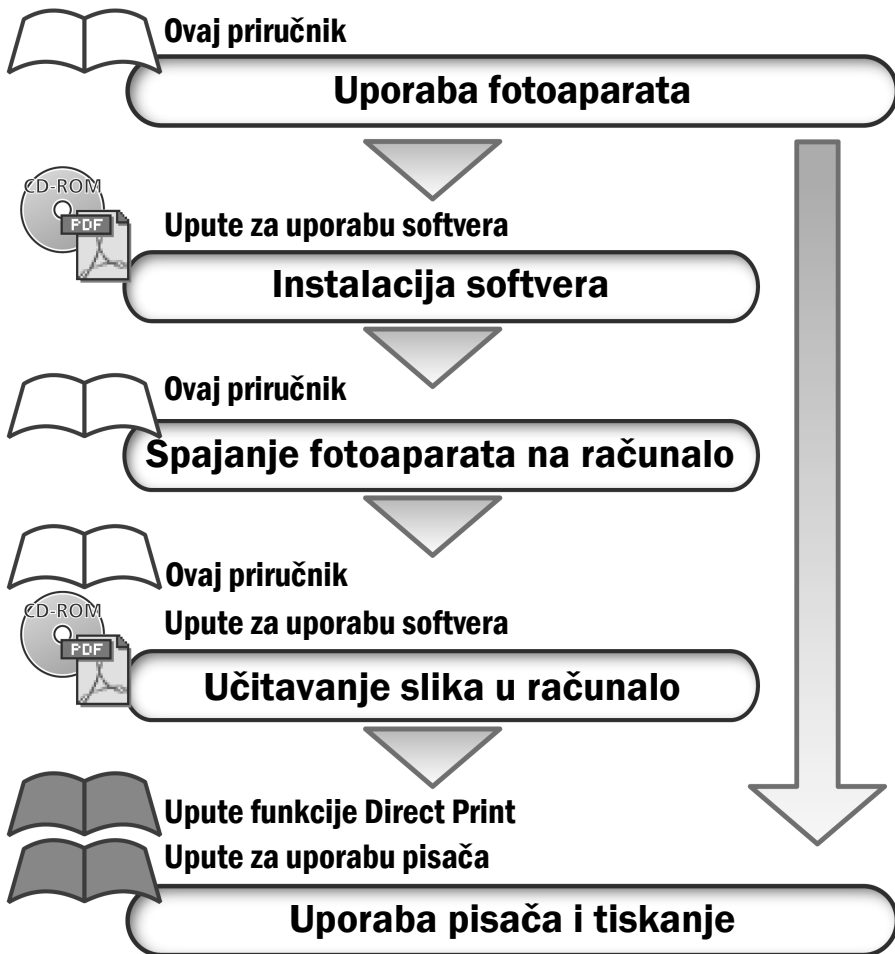 Ovaj priručnik
Uporaba fotoaparata
CD-ROM
PDF
Upute za uporabu softvera
Instalacija softvera
Ovaj priručnik
Spajanje fotoaparata na računalo
Ovaj priručnik
CD-ROM
PDF
Upute za uporabu softvera
Učitavanje slika u računalo
Upute funkcije Direct Print
Upute za uporabu pisača
Uporaba pisača i tiskanje